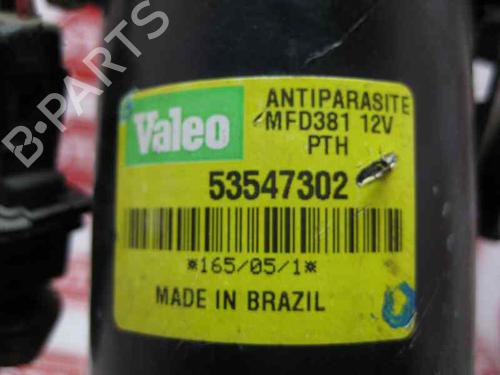 B-PARTS
Valeo
ANTIPARASITE
MFD381 12V
PTH
53547302
*165/05/1*
MADE IN BRAZIL